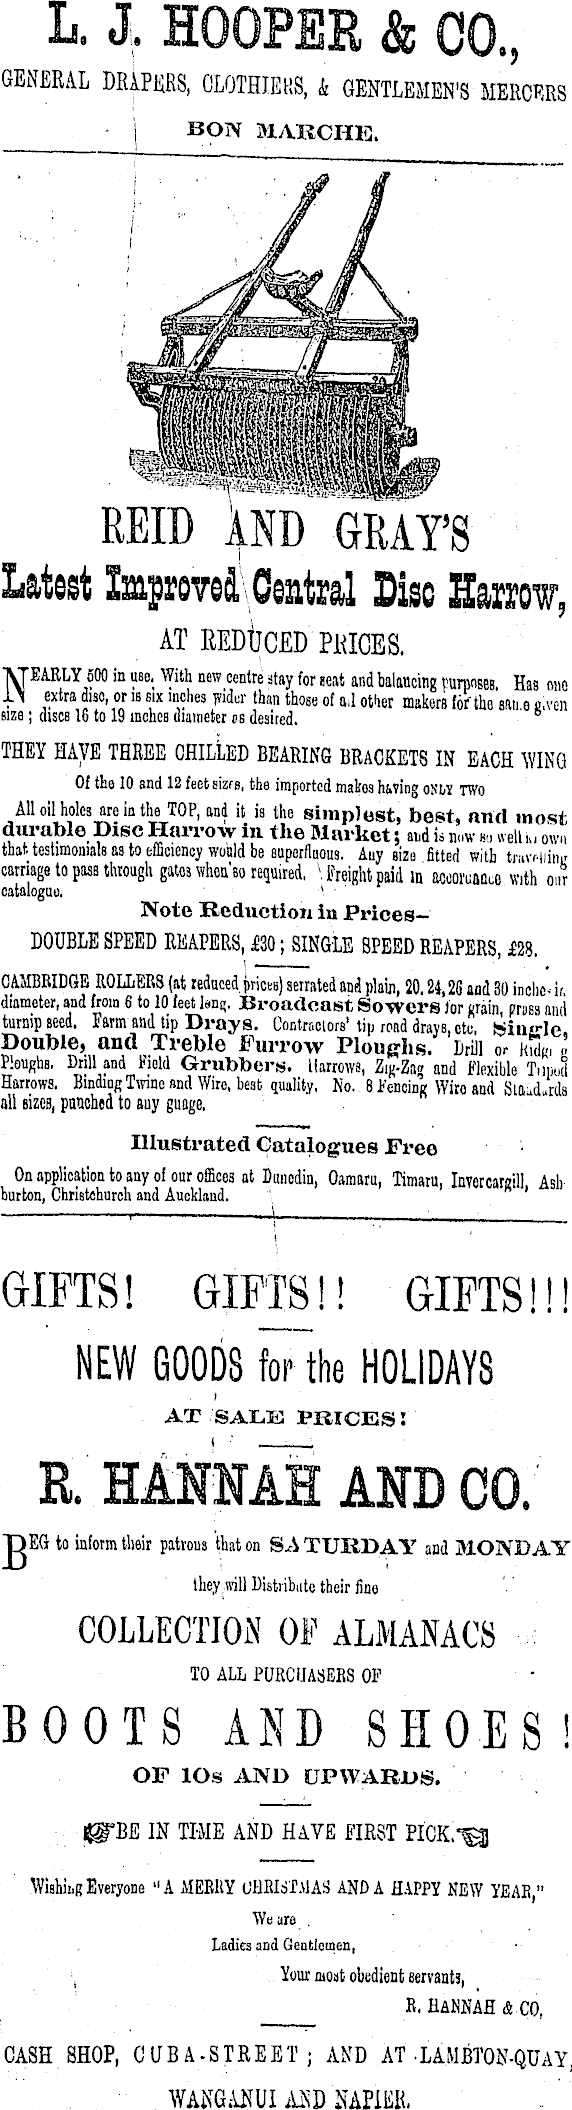 L. J. HOOPER & CO.,
GENERAL DRAPERS, CLOTHIERS, & GENTLEMEN'S MERCERS
BON MARCHE.
REID AND GRAY'S
Latest Improved Central Disc Harrow,
AT REDUCED PRICES.
NEARLY 500 in use. With new centre stay for seat and balancing purposes. Has one
extra disc, or is six inches wider than those of all other makers for the same given
size; discs 16 to 19 inches diameter as desired.
THEY HAVE THREE CHILLED BEARING BRACKETS IN EACH WING
Of the 10 and 12 feet sizes, the imported makes having ONLY TWO
All oil holes are in the TOP, and it is the simplest, best, and most
durable Disc Harrow in the Market; and is now so well known
that testimonials as to efficiency would be superfluous. Any size fitted with travelling
carriage to pass through gates when so required. Freight paid in accordance with our
catalogue.
Note Reduction in Prices—
DOUBLE SPEED REAPERS, £30; SINGLE SPEED REAPERS, £28.
CAMBRIDGE ROLLERS (at reduced prices) serrated and plain, 20, 24, 26 and 30 inches in
diameter, and from 6 to 10 feet long. Broadcast Sowers for grain, grass and
turnip seed. Farm and tip Drays. Contractors' tip road drays, etc. Single,
Double, and Treble Furrow Ploughs. Drill or Ridging
Ploughs. Drill and Field Grubbers. Harrows, Zig-Zag and Flexible Tripod
Harrows. Binding Twine and Wire, best quality. No. 8 Fencing Wire and Standards
all sizes, punched to any guage.
Illustrated Catalogues Free
On application to any of our offices at Dunedin, Oamaru, Timaru, Invercargill, Ash-
burton, Christchurch and Auckland.
GIFTS! GIFTS!! GIFTS!!!
NEW GOODS for the HOLIDAYS
AT SALE PRICES!
R. HANNAH AND CO.
BEG to inform their patrons that on SATURDAY and MONDAY
they will Distribute their fine
COLLECTION OF ALMANACS
TO ALL PURCHASERS OF
BOOTS AND SHOES!
OF 10s AND UPWARDS.
BE IN TIME AND HAVE FIRST PICK.
Wishing Everyone "A MERRY CHRISTMAS AND A HAPPY NEW YEAR,"
We are
Ladies and Gentlemen,
Your most obedient servants,
R. HANNAH & CO,
CASH SHOP, CUBA-STREET; AND AT LAMBTON-QUAY,
WANGANUI AND NAPIER.